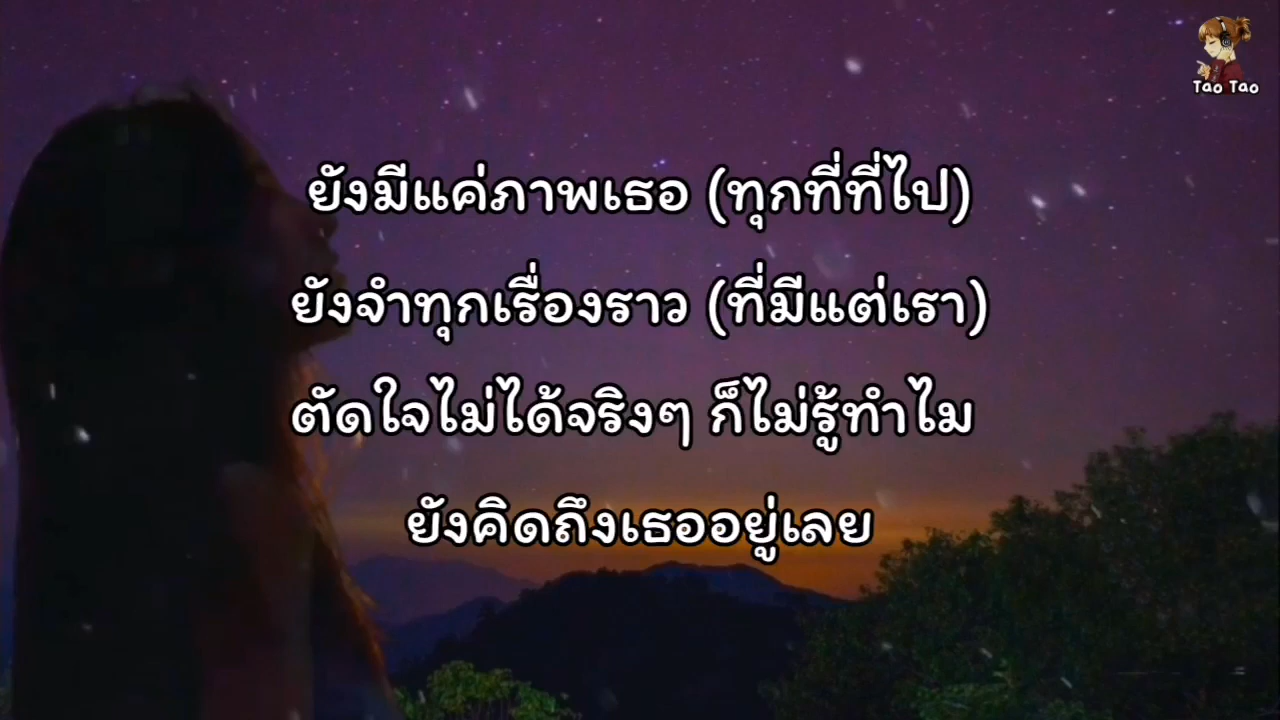 Tao Tao
ยังมีแค่ภาพเธอ (ทุกที่ที่ไป)
ยังจำทุกเรื่องราว (ที่มีแต่เรา)
ตัดใจไม่ได้จริงๆ ก็ไม่รู้ทำไม
ยังคิดถึงเธออยู่เลย